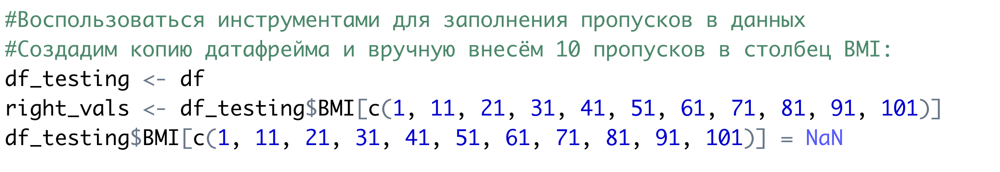 #Воспользоваться инструментами для заполнения пропусков в данных
#Создадим копию датафрейма и вручную внесём 10 пропусков в столбец BMI:
df_testing <- df
right_vals <- df_testing$BMI[c(1, 11, 21, 31, 41, 51, 61, 71, 81, 91, 101)]
df_testing$BMI[c(1, 11, 21, 31, 41, 51, 61, 71, 81, 91, 101)] = NaN